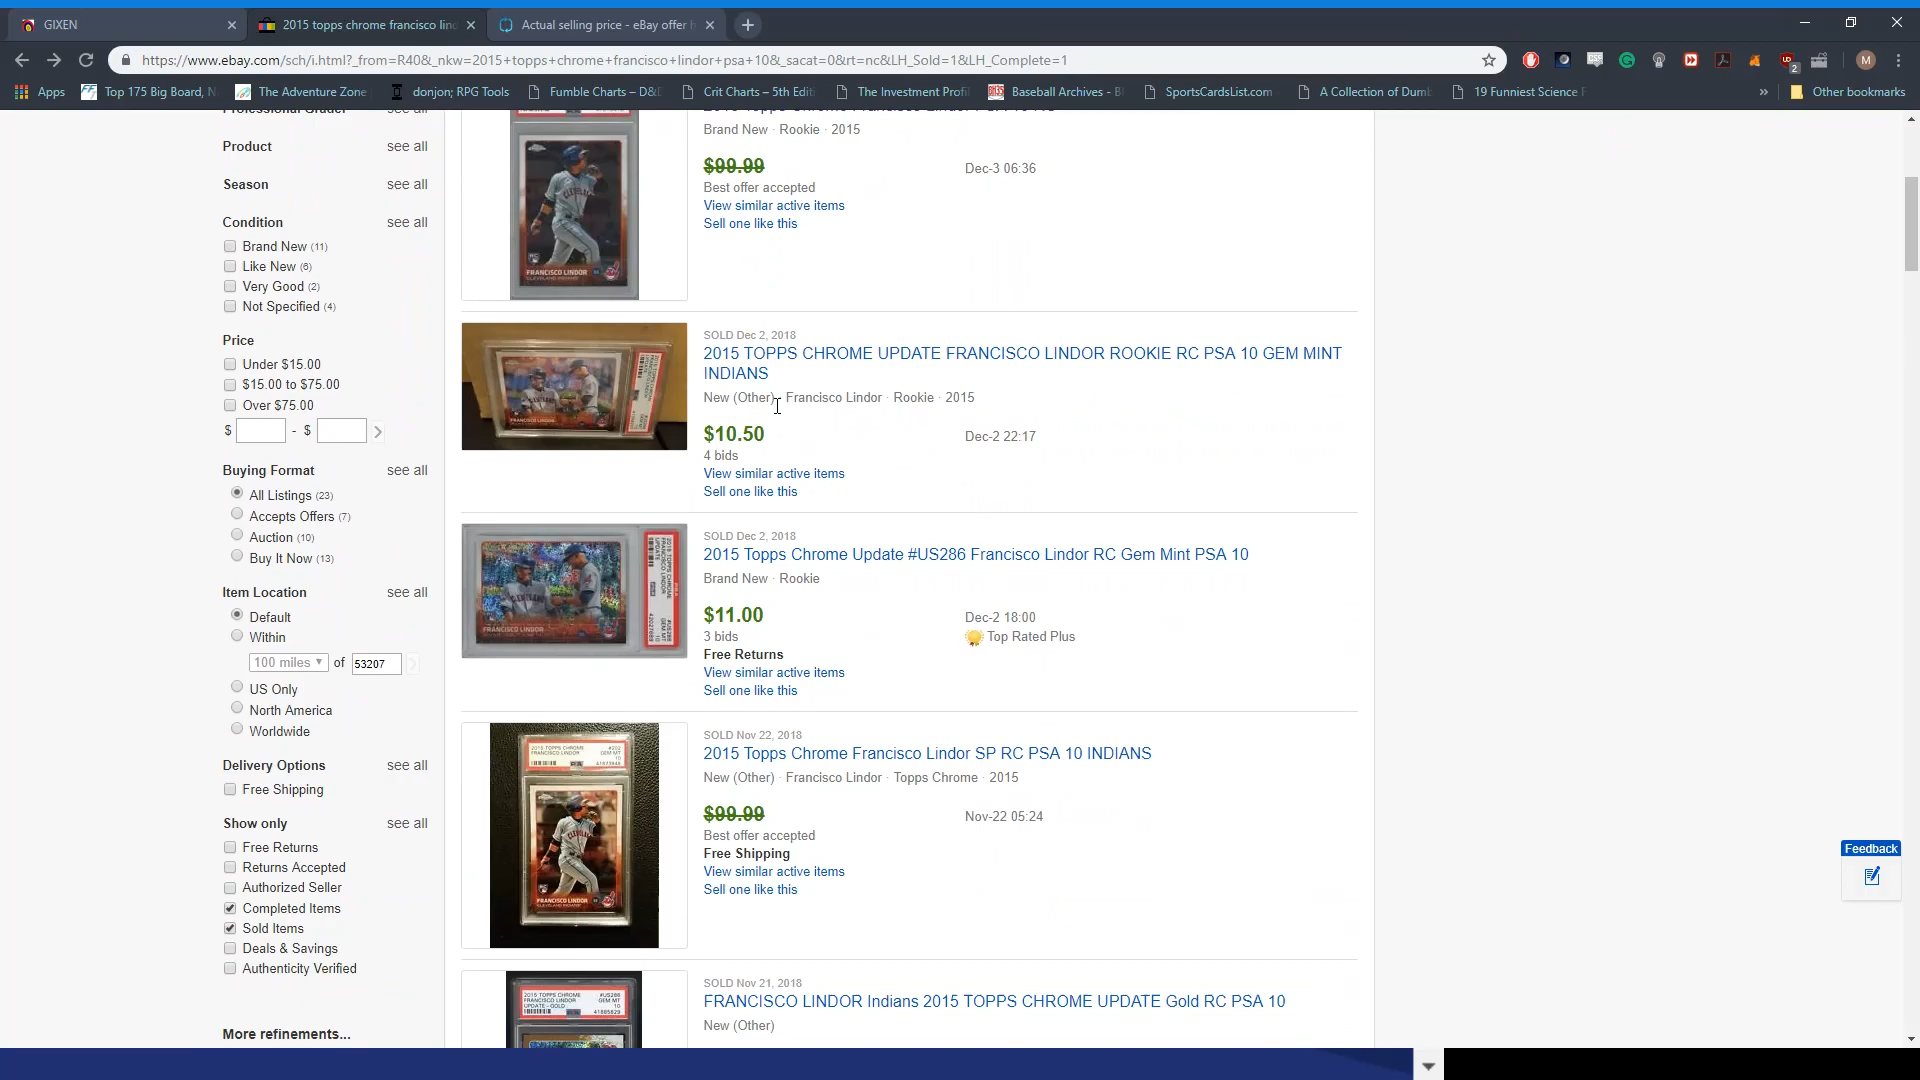 GIXEN
2015 topps chrome francisco lind
Actual selling price - eBay offer h
https://www.ebay.com/sch/i.html?_from=R40&_nkw=2015+topps+chrome+francisco+lindor+psa+10&_sacat=0&rt=nc&LH_Sold=1&LH_Complete=1
M
Apps
Top 175 Big Board, N
The Adventure Zone
donjon; RPG Tools
Fumble Charts – D&D
Crit Charts – 5th Editi
The Investment Profil
Baseball Archives - Bl
SportsCardsList.com
A Collection of Dumb
19 Funniest Science F
Other bookmarks
Product see all
Season see all
Condition see all
Brand New (11)
Like New (6)
Very Good (2)
Not Specified (4)
Price
Under $15.00
$15.00 to $75.00
Over $75.00
$ - $
Buying Format see all
All Listings (23)
Accepts Offers (7)
Auction (10)
Buy It Now (13)
Item Location see all
Default
Within
100 miles of 53207
US Only
North America
Worldwide
Delivery Options see all
Free Shipping
Show only see all
Free Returns
Returns Accepted
Authorized Seller
Completed Items
Sold Items
Deals & Savings
Authenticity Verified
More refinements...
Brand New · Rookie · 2015
$99.99
Dec-3 06:36
Best offer accepted
View similar active items
Sell one like this
FRANCISCO LINDOR
SOLD Dec 2, 2018
2015 TOPPS CHROME UPDATE FRANCISCO LINDOR ROOKIE RC PSA 10 GEM MINT
INDIANS
New (Other) · Francisco Lindor · Rookie · 2015
$10.50
Dec-2 22:17
4 bids
View similar active items
Sell one like this
SOLD Dec 2, 2018
2015 Topps Chrome Update #US286 Francisco Lindor RC Gem Mint PSA 10
Brand New · Rookie
$11.00
Dec-2 18:00
3 bids
Top Rated Plus
Free Returns
View similar active items
Sell one like this
FRANCISCO LINDOR
SOLD Nov 22, 2018
2015 Topps Chrome Francisco Lindor SP RC PSA 10 INDIANS
New (Other) · Francisco Lindor · Topps Chrome · 2015
$99.99
Nov-22 05:24
Best offer accepted
Free Shipping
View similar active items
Sell one like this
FRANCISCO LINDOR
SOLD Nov 21, 2018
FRANCISCO LINDOR Indians 2015 TOPPS CHROME UPDATE Gold RC PSA 10
New (Other)
Feedback